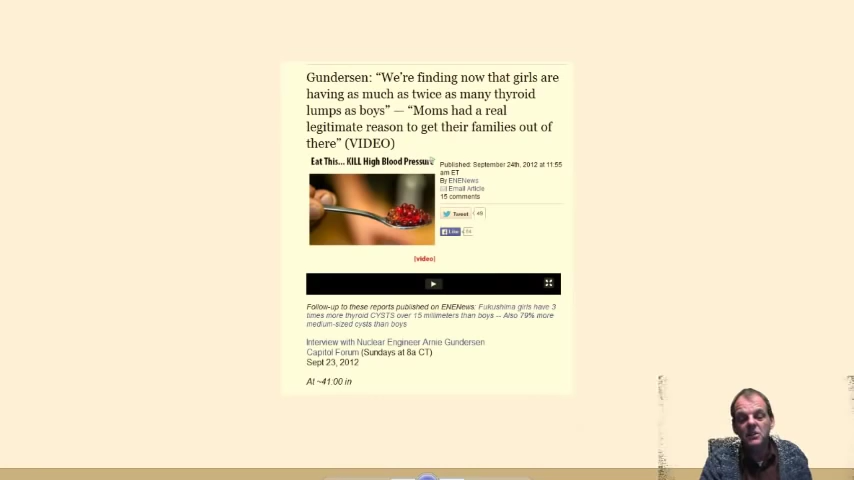 Gundersen: “We’re finding now that girls are
having as much as twice as many thyroid
lumps as boys” — “Moms had a real
legitimate reason to get their families out of
there” (VIDEO)
Eat This... KILL High Blood Pressure
Published: September 24th, 2012 at 11:55
am ET
By ENENews
Email Article
15 comments
Tweet
Like
[video]
Follow-up to these reports published on ENENews: Fukushima girls have 3
times more thyroid CYSTS over 15 millimeters than boys -- Also 79% more
medium-sized cysts than boys
Interview with Nuclear Engineer Arnie Gundersen
Capitol Forum (Sundays at 8a CT)
Sept 23, 2012
At ~41:00 in